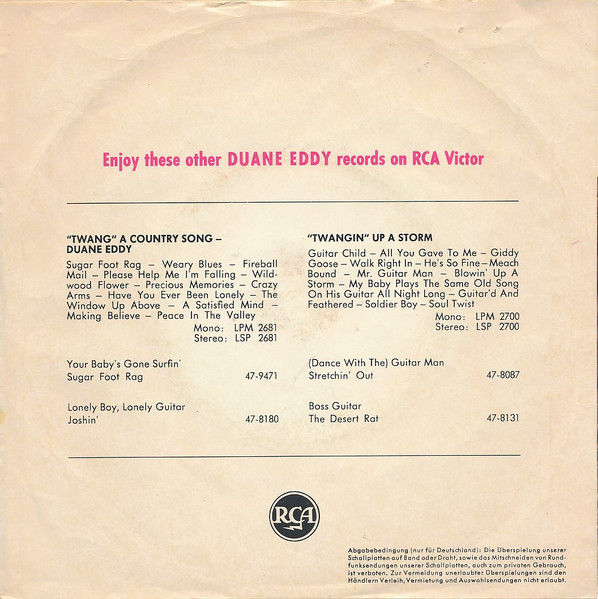 Enjoy these other DUANE EDDY records on RCA Victor
"TWANG" A COUNTRY SONG –
DUANE EDDY
Sugar Foot Rag – Weary Blues – Fireball
Mail – Please Help Me I'm Falling – Wild-
wood Flower – Precious Memories – Crazy
Arms – Have You Ever Been Lonely – The
Window Up Above – A Satisfied Mind –
Making Believe – Peace In The Valley
Mono: LPM 2681
Stereo: LSP 2681
"TWANGIN" UP A STORM
Guitar Child – All You Gave To Me – Giddy
Goose – Walk Right In – He's So Fine – Meach
Bound – Mr. Guitar Man – Blowin' Up A
Storm – My Baby Plays The Same Old Song
On His Guitar All Night Long – Guitar'd And
Feathered – Soldier Boy – Soul Twist
Mono: LPM 2700
Stereo: LSP 2700
Your Baby's Gone Surfin'
Sugar Foot Rag 47-9471
(Dance With The) Guitar Man
Stretchin' Out 47-8087
Lonely Boy, Lonely Guitar
Joshin' 47-8180
Boss Guitar
The Desert Rat 47-8131
RCA
Abgabebedingung (nur für Deutschland): Die Überspielung unserer
Schallplatten auf Band oder Draht, sowie das Mitschneiden von Rund-
funksendungen unserer Schallplatten, auch zum privaten Gebrauch,
ist verboten. Zur Vermeidung unerlaubter Überspielungen sind den
Händlern Verleih, Vermietung und Auswahlsendungen nicht erlaubt.